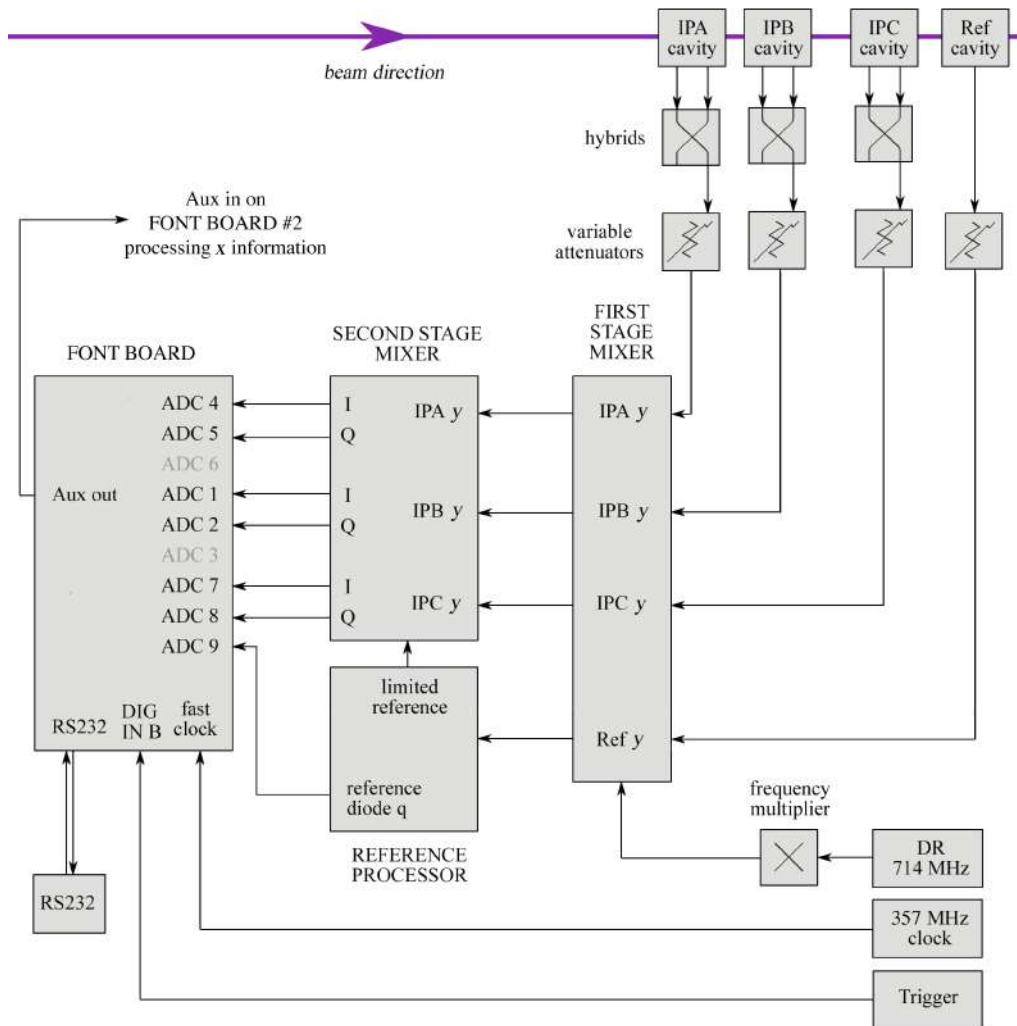 IPA
cavity
IPB
cavity
IPC
cavity
Ref
cavity
beam direction
hybrids
Aux in on
FONT BOARD #2
processing x information
variable
attenuators
FONT BOARD
SECOND STAGE
MIXER
FIRST
STAGE
MIXER
ADC 4
ADC 5
ADC 6
ADC 1
ADC 2
ADC 3
ADC 7
ADC 8
ADC 9
Aux out
RS232
DIG
IN B
fast
clock
I
Q
I
Q
I
Q
IPA y
IPB y
IPC y
IPA y
IPB y
IPC y
Ref y
limited
reference
reference
diode q
REFERENCE
PROCESSOR
frequency
multiplier
DR
714 MHz
RS232
357 MHz
clock
Trigger